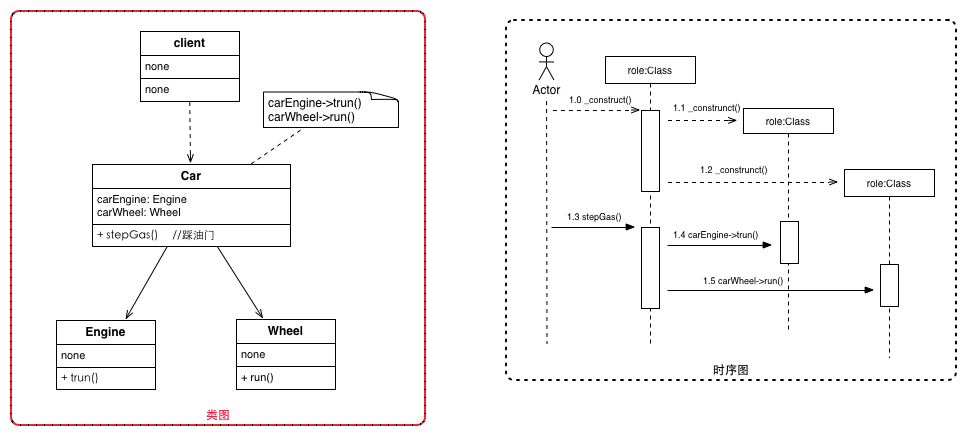 client
none
none
carEngine->trun()
carWheel->run()
Car
carEngine: Engine
carWheel: Wheel
+ stepGas() //踩油门
Engine
none
+ trun()
Wheel
none
+ run()
类图
Actor
role:Class
1.0 _construct()
1.1 _construnct()
role:Class
1.2 _construnct()
role:Class
1.3 stepGas()
1.4 carEngine->trun()
1.5 carWheel->run()
时序图